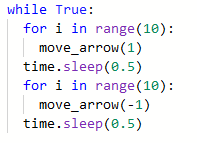 while True:
  for i in range(10):
    move_arrow(1)
  time.sleep(0.5)
  for i in range(10):
    move_arrow(-1)
  time.sleep(0.5)